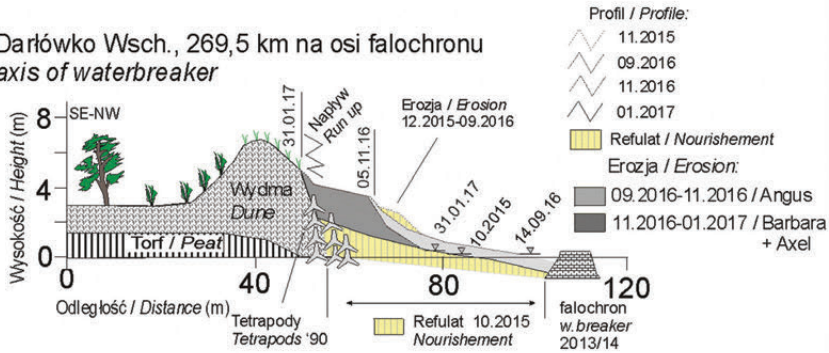 Darłówko Wsch., 269,5 km na osi falochronu
axis of waterbreaker
Profil / Profile:
11.2015
09.2016
11.2016
01.2017
Refulat / Nourishement
Erozja / Erosion:
09.2016-11.2016 / Angus
11.2016-01.2017 / Barbara
+ Axel
Wysokość / Height (m)
8
4
0
SE-NW
31.01.17
Napływ
Run up
05.11.16
Erozja / Erosion
12.2015-09.2016
31.01.17
10.2015
14.09.16
Wydma
Dune
Torf / Peat
0
40
80
120
Odległość / Distance (m)
Tetrapody
Tetrapods '90
Refulat 10.2015
Nourishement
falochron
w.breaker
2013/14